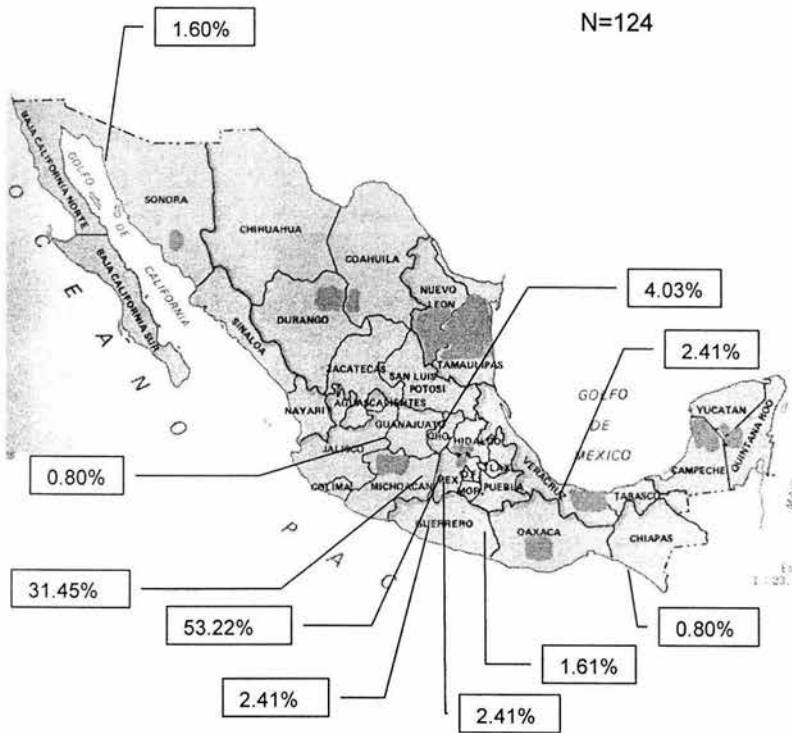 1.60%
N=124
BAJA CALIFORNIA NORTE
GOLFO DE CALIFORNIA
SONORA
CHIHUAHUA
COAHUILA
O C E A N O
BAJA CALIFORNIA SUR
SINALOA
DURANGO
NUEVO
LEON
4.03%
TAMAULIPAS
2.41%
SAN LUIS
POTOSI
NAYARI
AGUASCALIENTES
GOLFO
DE
MEXICO
YUCATAN
QUINTANA ROO
CAMPECHE
GUANAJUATO
QRO
HIDALGO
JALISCO
0.80%
TLAX
VERACRUZ
COLIMA
MICHOACAN
MEX
D F
MOR.
PUEBLA
TABASCO
P A C
GUERRERO
OAXACA
CHIAPAS
31.45%
53.22%
0.80%
1.61%
2.41%
2.41%